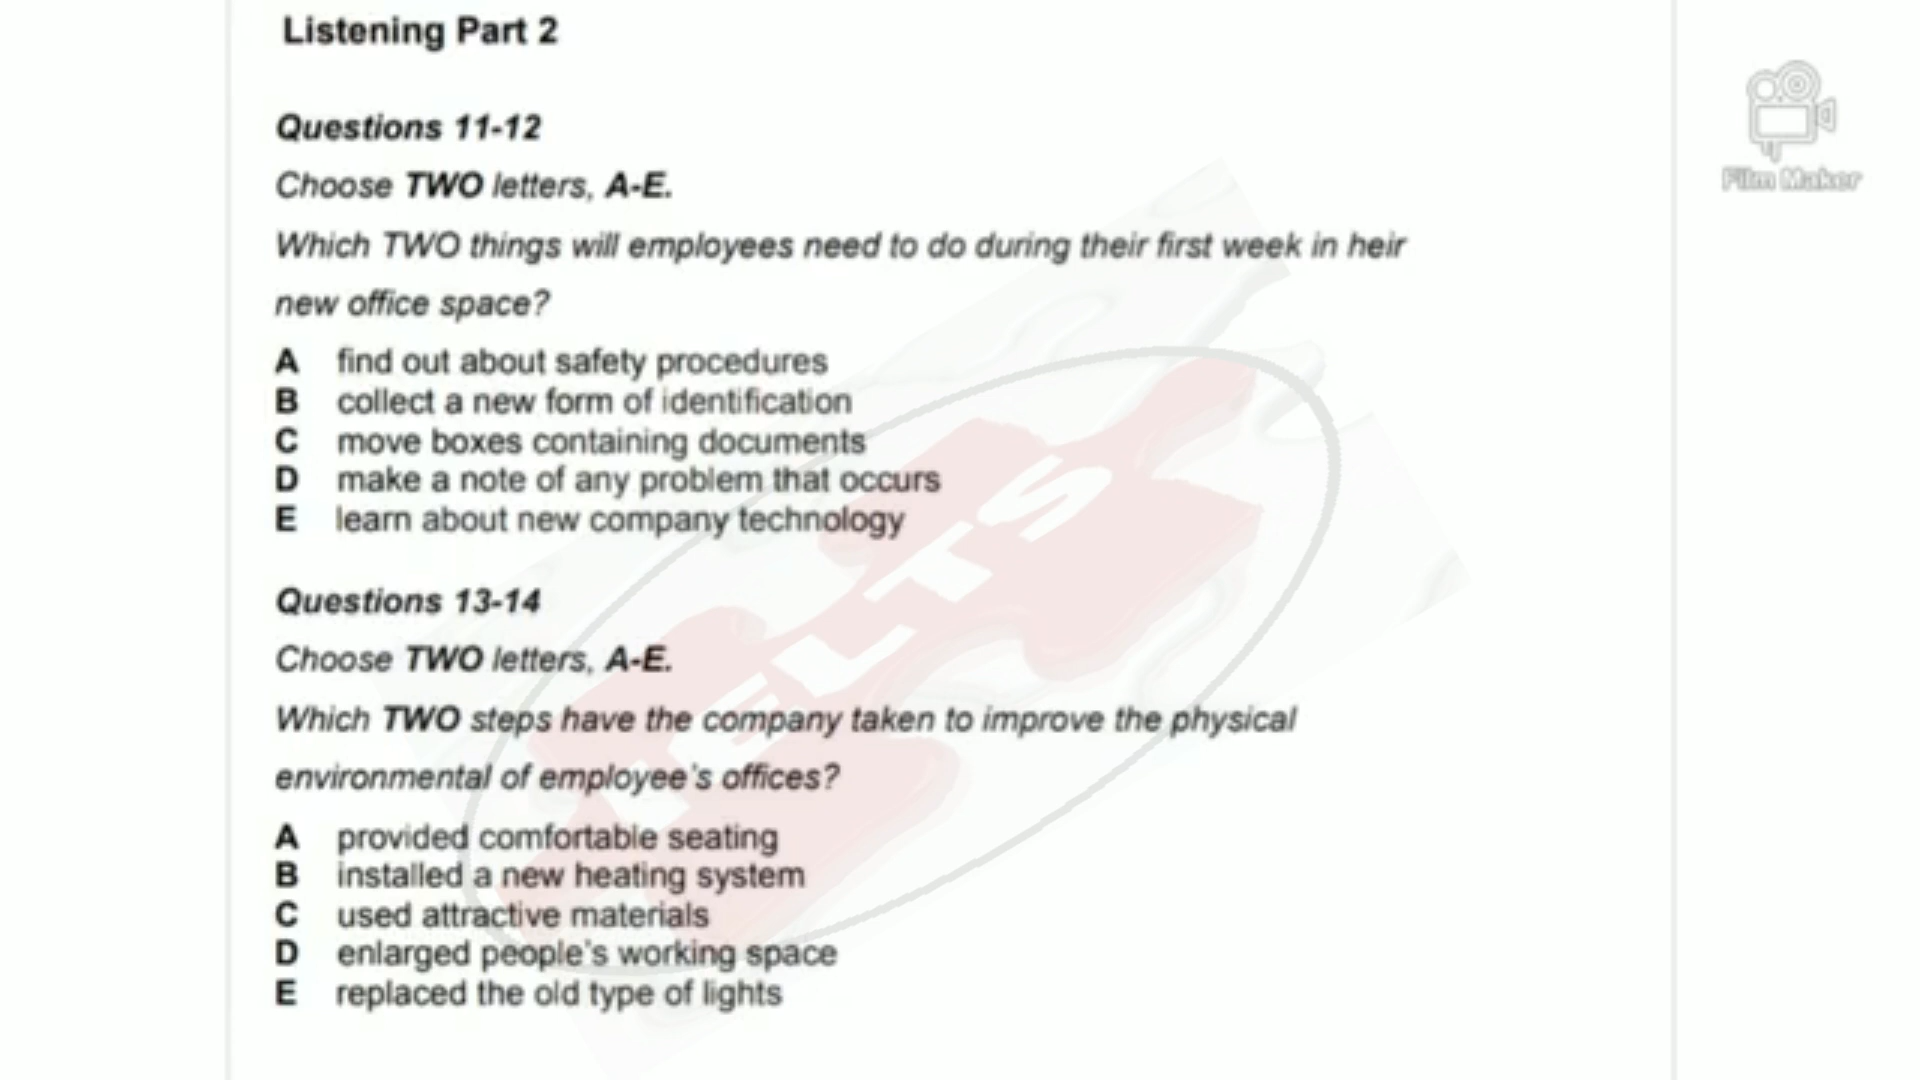 Listening Part 2
Film Maker
Questions 11-12
Choose TWO letters, A-E.
Which TWO things will employees need to do during their first week in heir
new office space?
A find out about safety procedures
B collect a new form of identification
C move boxes containing documents
D make a note of any problem that occurs
E learn about new company technology
Questions 13-14
Choose TWO letters, A-E.
Which TWO steps have the company taken to improve the physical
environmental of employee's offices?
A provided comfortable seating
B installed a new heating system
C used attractive materials
D enlarged people's working space
E replaced the old type of lights
IELTS